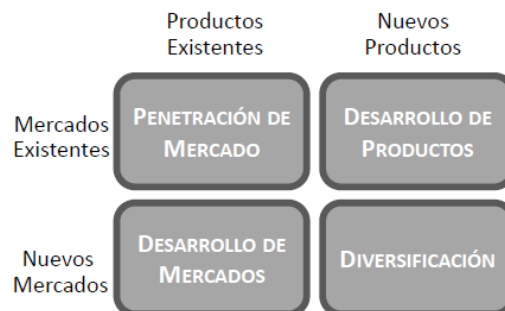 Productos
Existentes
Nuevos
Productos
Mercados
Existentes
PENETRACIÓN DE
MERCADO
DESARROLLO DE
PRODUCTOS
Nuevos
Mercados
DESARROLLO DE
MERCADOS
DIVERSIFICACIÓN